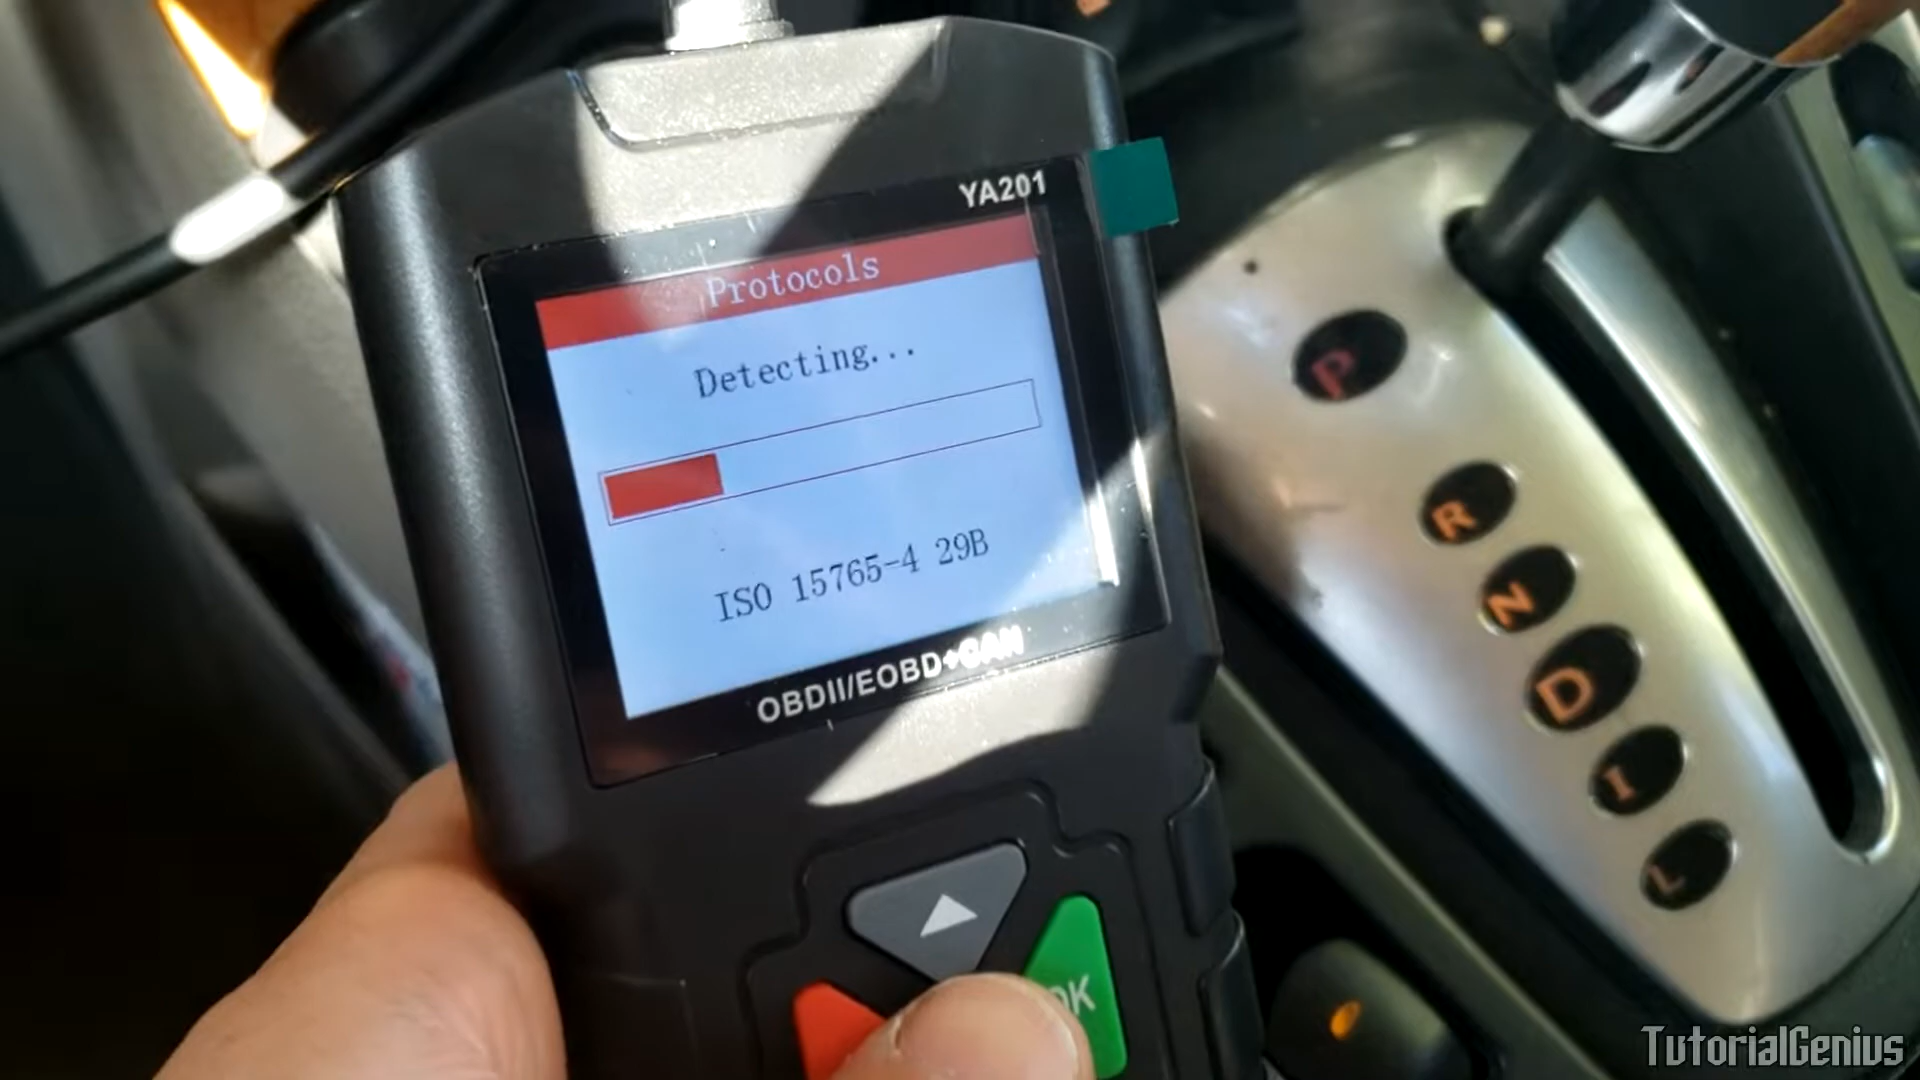 YA201
Protocols
Detecting...
ISO 15765-4 29B
OBDII/EOBD+CAN
OK
P
R
N
D
I
L
TutorialGenius